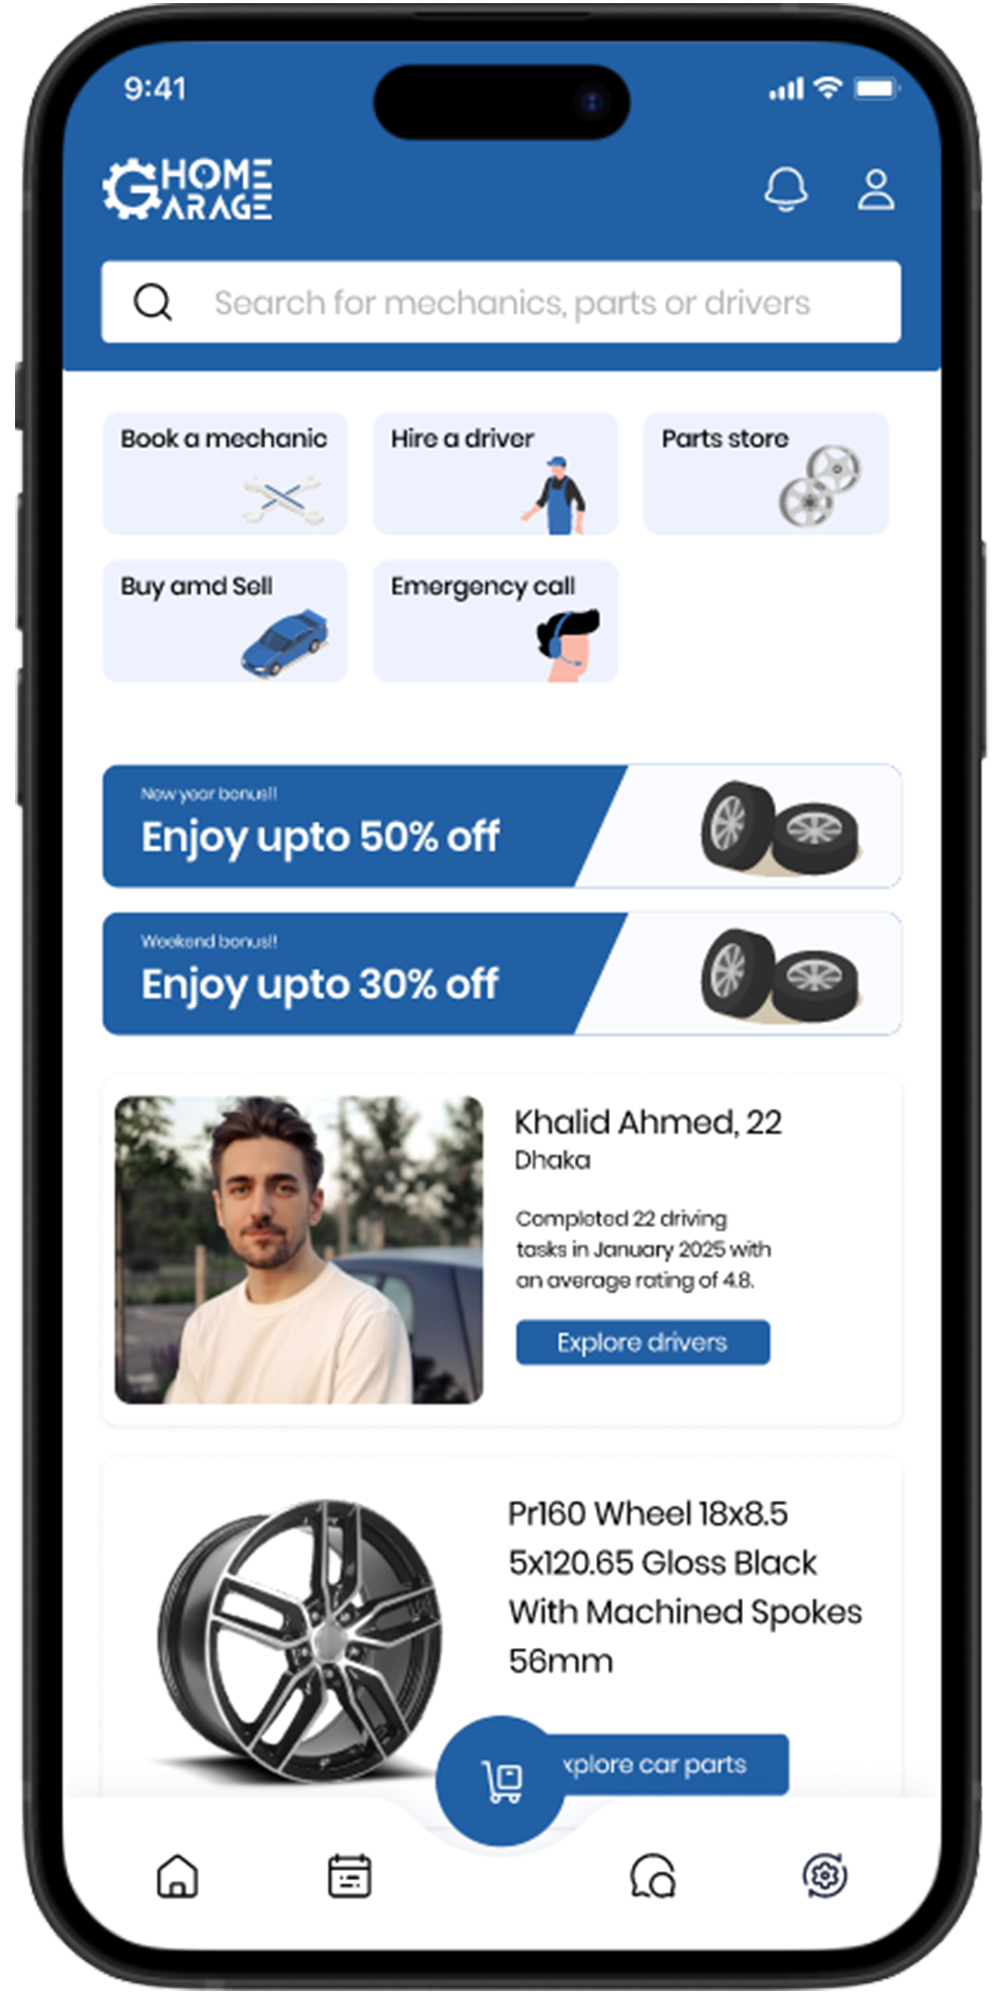 9:41
HOME
GARAGE
Search for mechanics, parts or drivers
Book a mechanic
Hire a driver
Parts store
Buy amd Sell
Emergency call
New year bonus!!
Enjoy upto 50% off
Weekend bonus!!
Enjoy upto 30% off
Khalid Ahmed, 22
Dhaka
Completed 22 driving
tasks in January 2025 with
an average rating of 4.8.
Explore drivers
Pr160 Wheel 18x8.5
5x120.65 Gloss Black
With Machined Spokes
56mm
xplore car parts